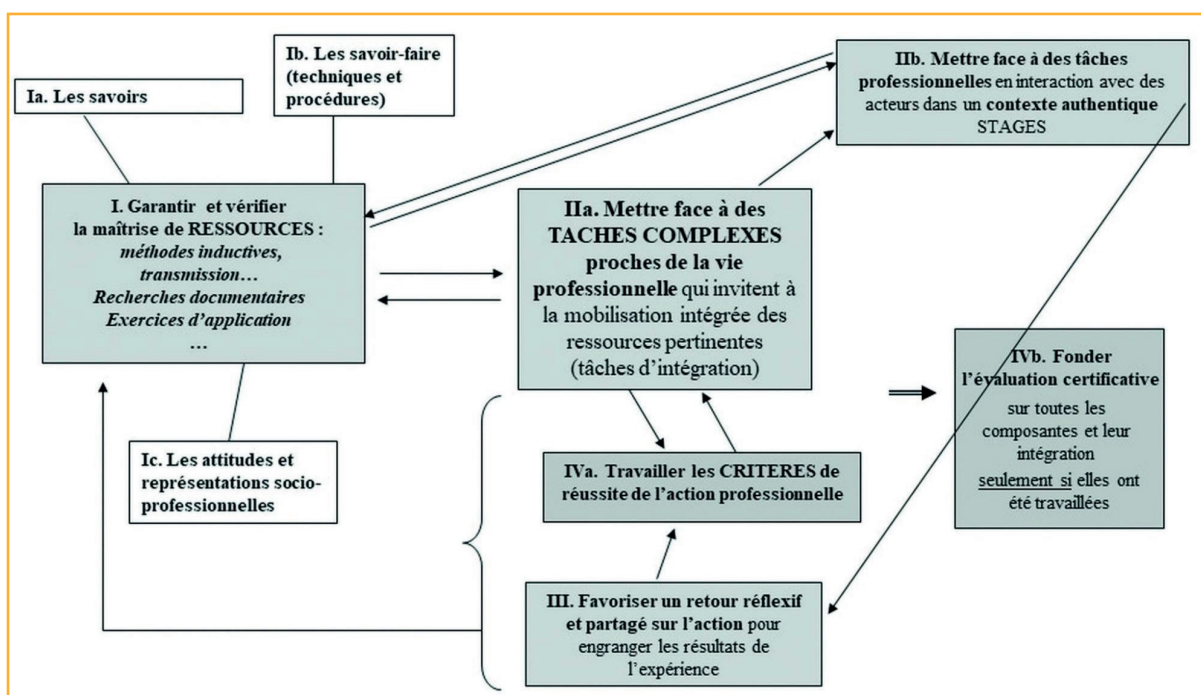 Ia. Les savoirs
Ib. Les savoir-faire
(techniques et
procédures)
I. Garantir et vérifier
la maîtrise de RESSOURCES :
méthodes inductives,
transmission…
Recherches documentaires
Exercices d’application
…
Ic. Les attitudes et
représentations socio-
professionnelles
IIa. Mettre face à des
TACHES COMPLEXES
proches de la vie
professionnelle qui invitent à
la mobilisation intégrée des
ressources pertinentes
(tâches d’intégration)
IIb. Mettre face à des tâches
professionnelles en interaction avec des
acteurs dans un contexte authentique
STAGES
IVa. Travailler les CRITERES de
réussite de l’action professionnelle
III. Favoriser un retour réflexif
et partagé sur l’action pour
engranger les résultats de
l’expérience
IVb. Fonder
l’évaluation certificative
sur toutes les
composantes et leur
intégration
seulement si elles ont
été travaillées